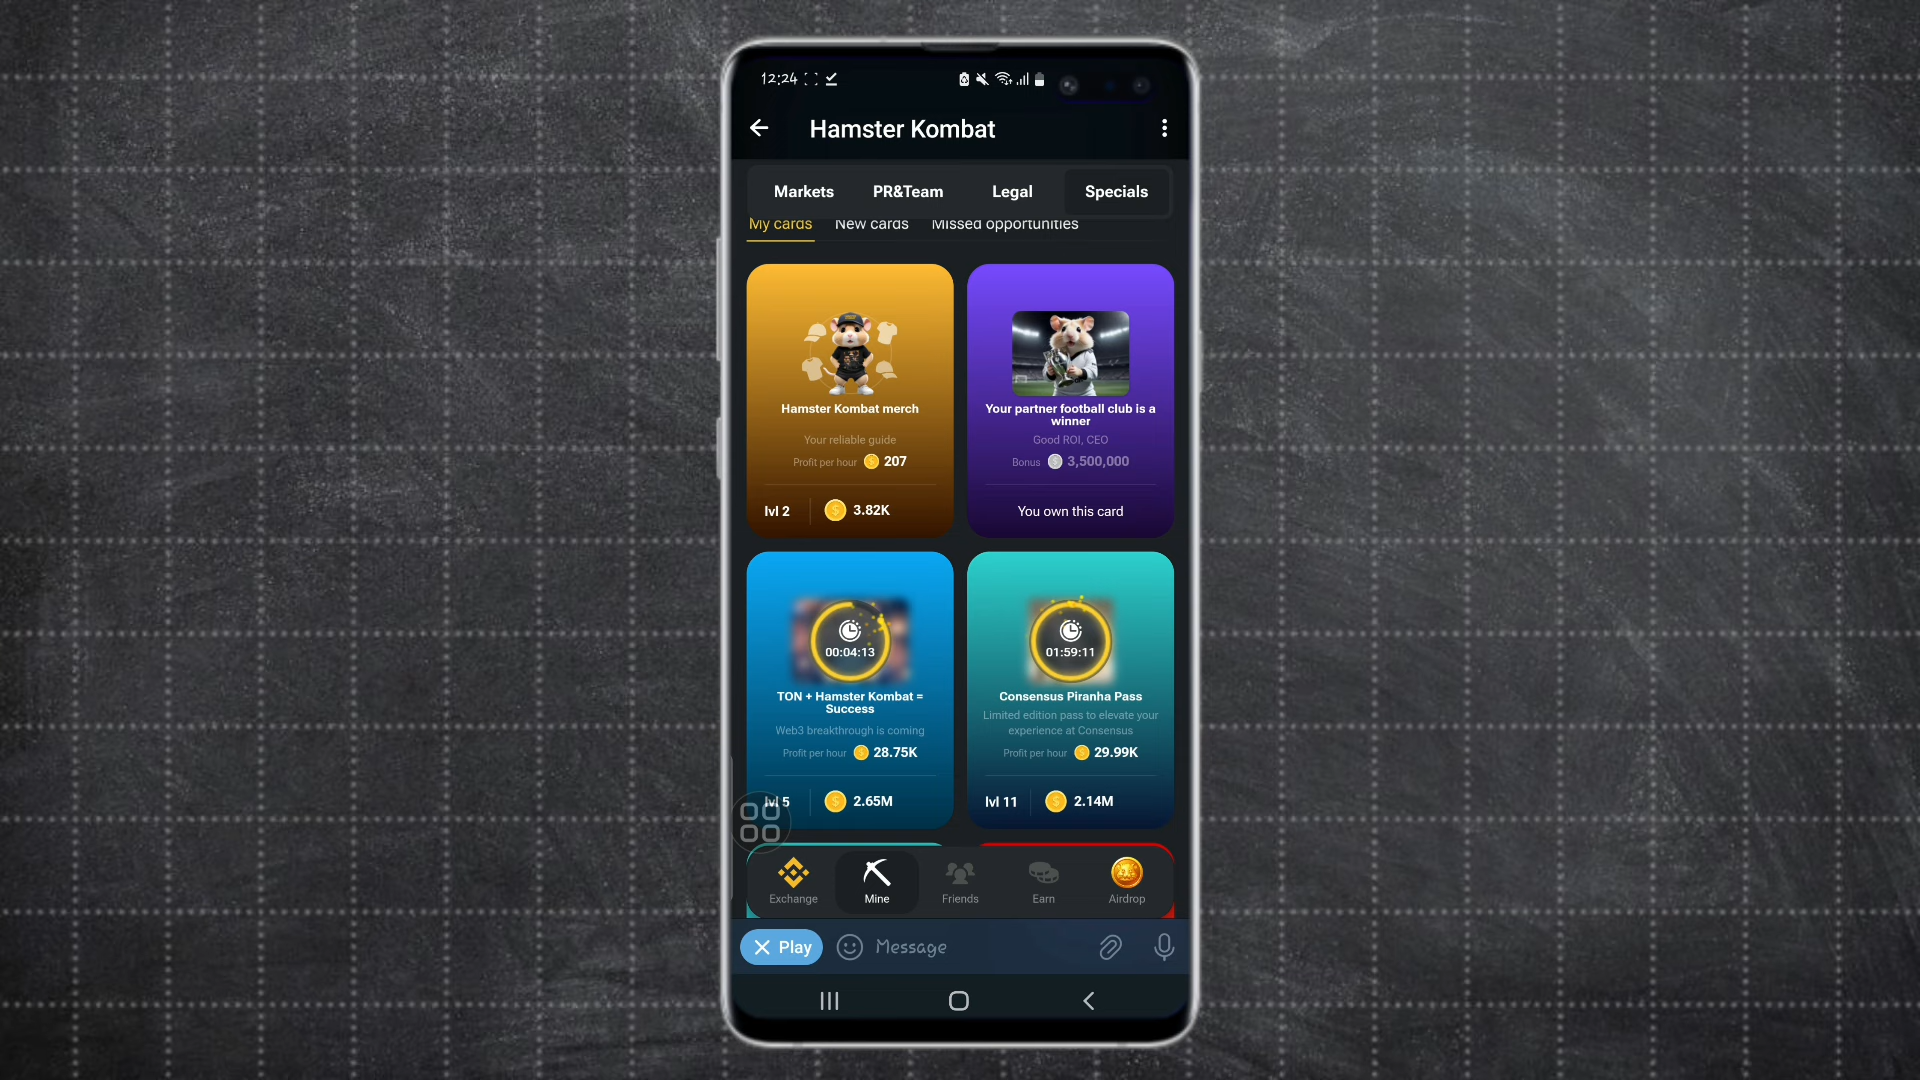 12:24
Hamster Kombat
Markets PR&Team Legal Specials
My cards New cards Missed opportunities
Hamster Kombat merch
Your reliable guide
Profit per hour 207
lvl 2 3.82K
Your partner football club is a
winner
Good ROI, CEO
Bonus 3,500,000
You own this card
00:04:13
TON + Hamster Kombat =
Success
Web3 breakthrough is coming
Profit per hour 28.75K
lvl 5 2.65M
01:59:11
Consensus Piranha Pass
Limited edition pass to elevate your
experience at Consensus
Profit per hour 29.99K
lvl 11 2.14M
Exchange Mine Friends Earn Airdrop
Play Message